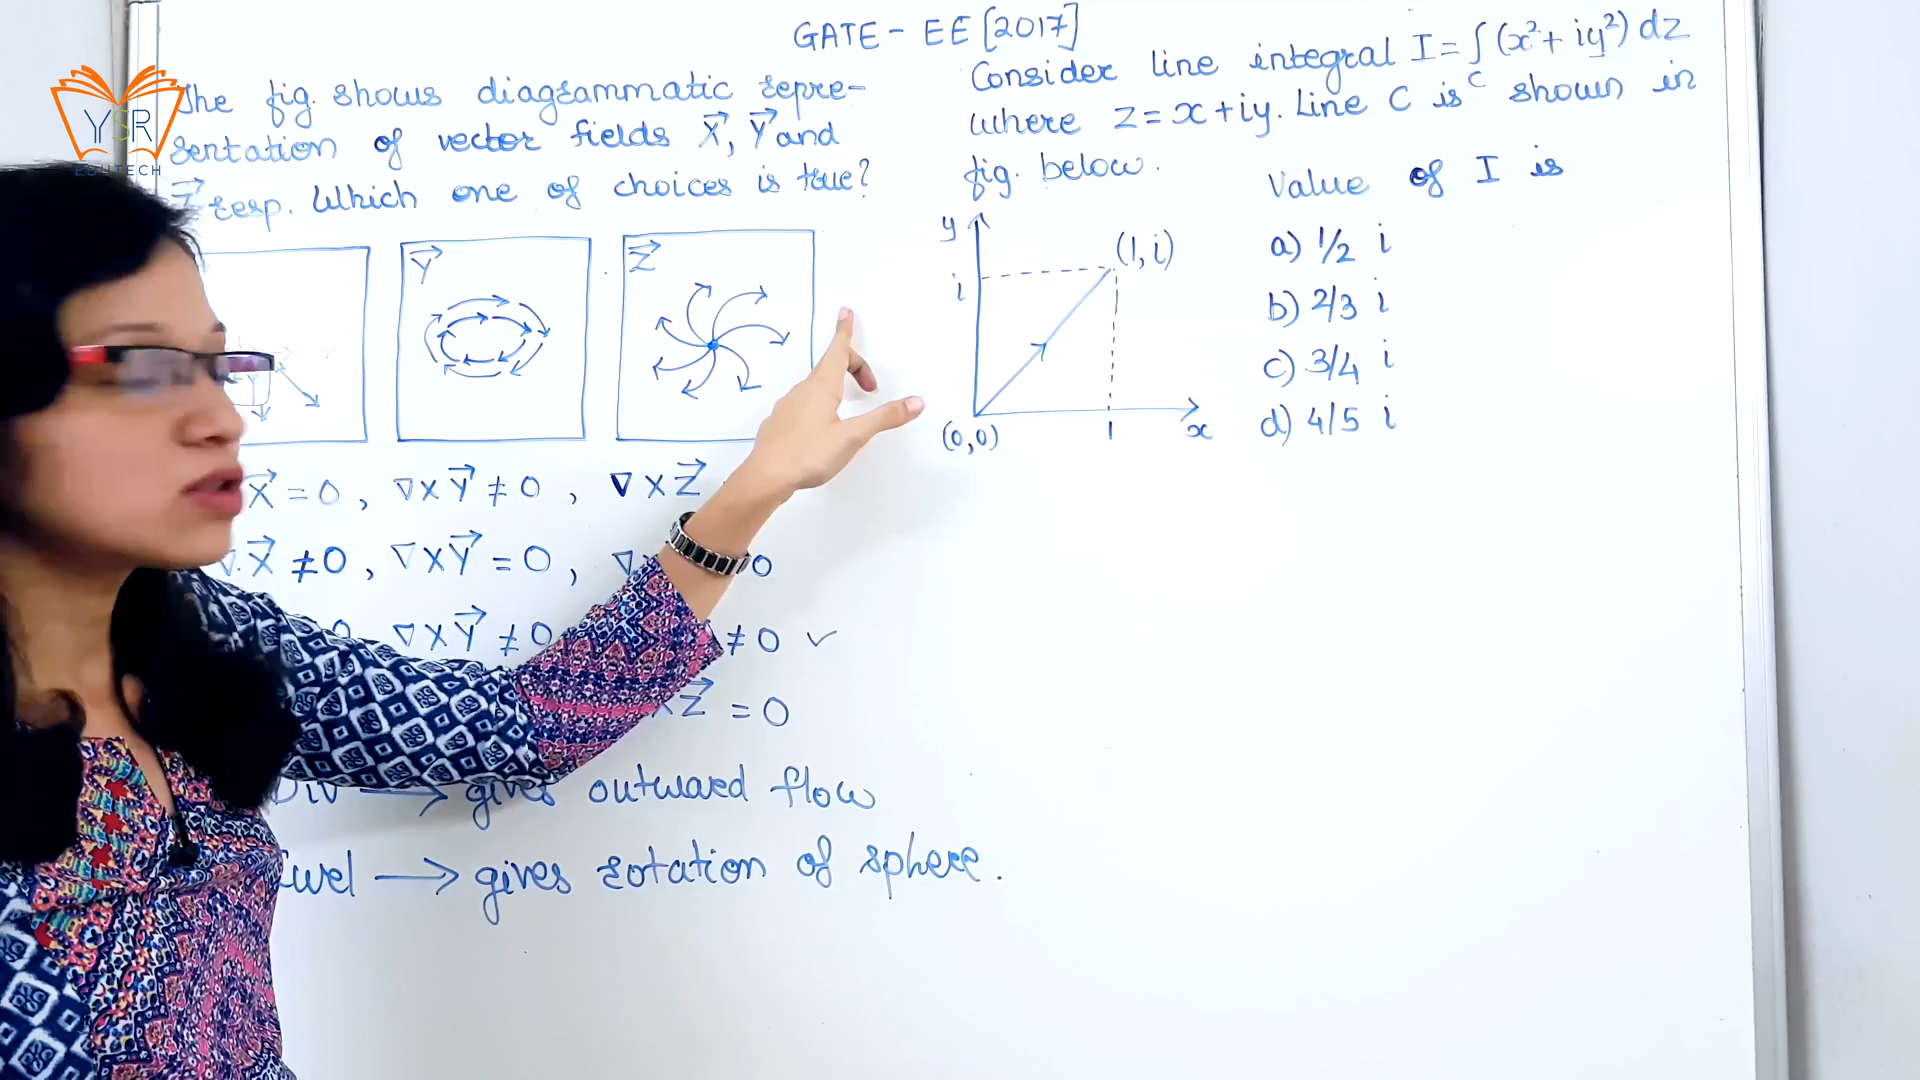 GATE - EE [2017]
YSR
EDUTECH
The fig. shows diagrammatic repre-
sentation of vector fields X, Y and
Z resp. Which one of choices is true?
Y
Z
X = 0 , ∇×Y ≠ 0 , ∇×Z
∇.X ≠ 0 , ∇×Y = 0 , 0
0 ∇×Y ≠ 0 ≠ 0 ✓
×Z = 0
Div → gives outward flow
Curl → gives rotation of sphere.
Consider line integral I = ∫ (x² + iy²) dz
C
where z = x + iy. Line C is shown in
fig. below.
y
i
(1, i)
(0,0)
1
x
Value of I is
a) 1/2 i
b) 2/3 i
c) 3/4 i
d) 4/5 i